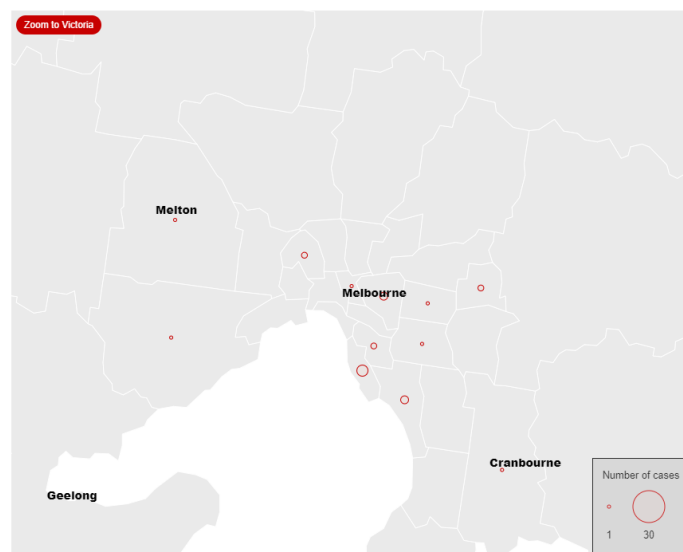 Zoom to Victoria
Melton
Melbourne
Cranbourne
Geelong
Number of cases
1 30